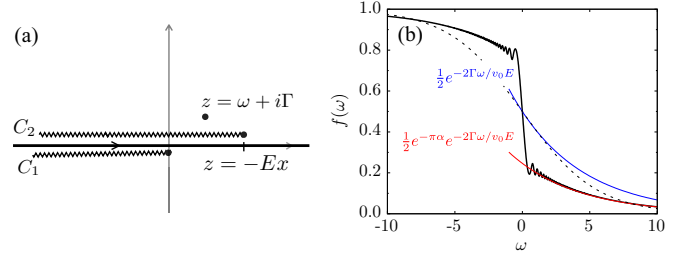 (a)
z = ω + iΓ
C₂
C₁
z = −Ex
(b)
f(ω)
1.0
0.8
0.6
0.4
0.2
0.0
½e^{−2Γω/v₀E}
½e^{−πα}e^{−2Γω/v₀E}
-10
-5
0
5
10
ω